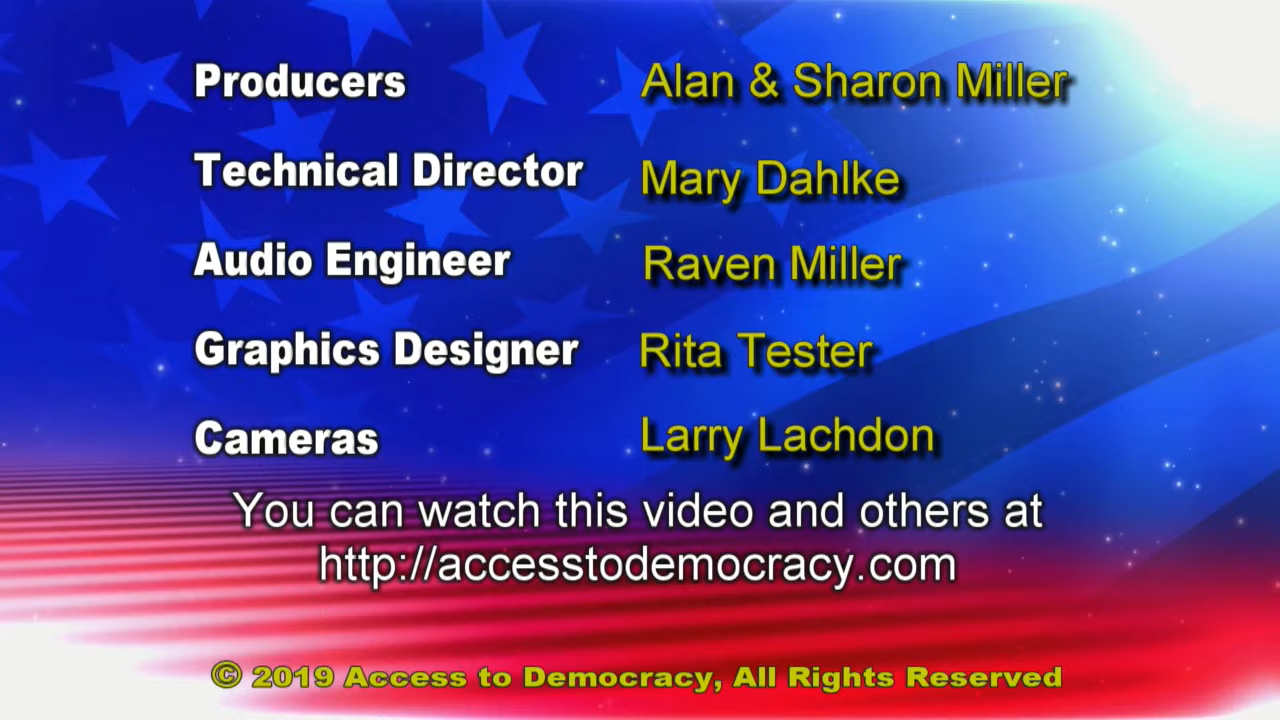 Producers Alan & Sharon Miller
Technical Director Mary Dahlke
Audio Engineer Raven Miller
Graphics Designer Rita Tester
Cameras Larry Lachdon
You can watch this video and others at
http://accesstodemocracy.com
© 2019 Access to Democracy, All Rights Reserved